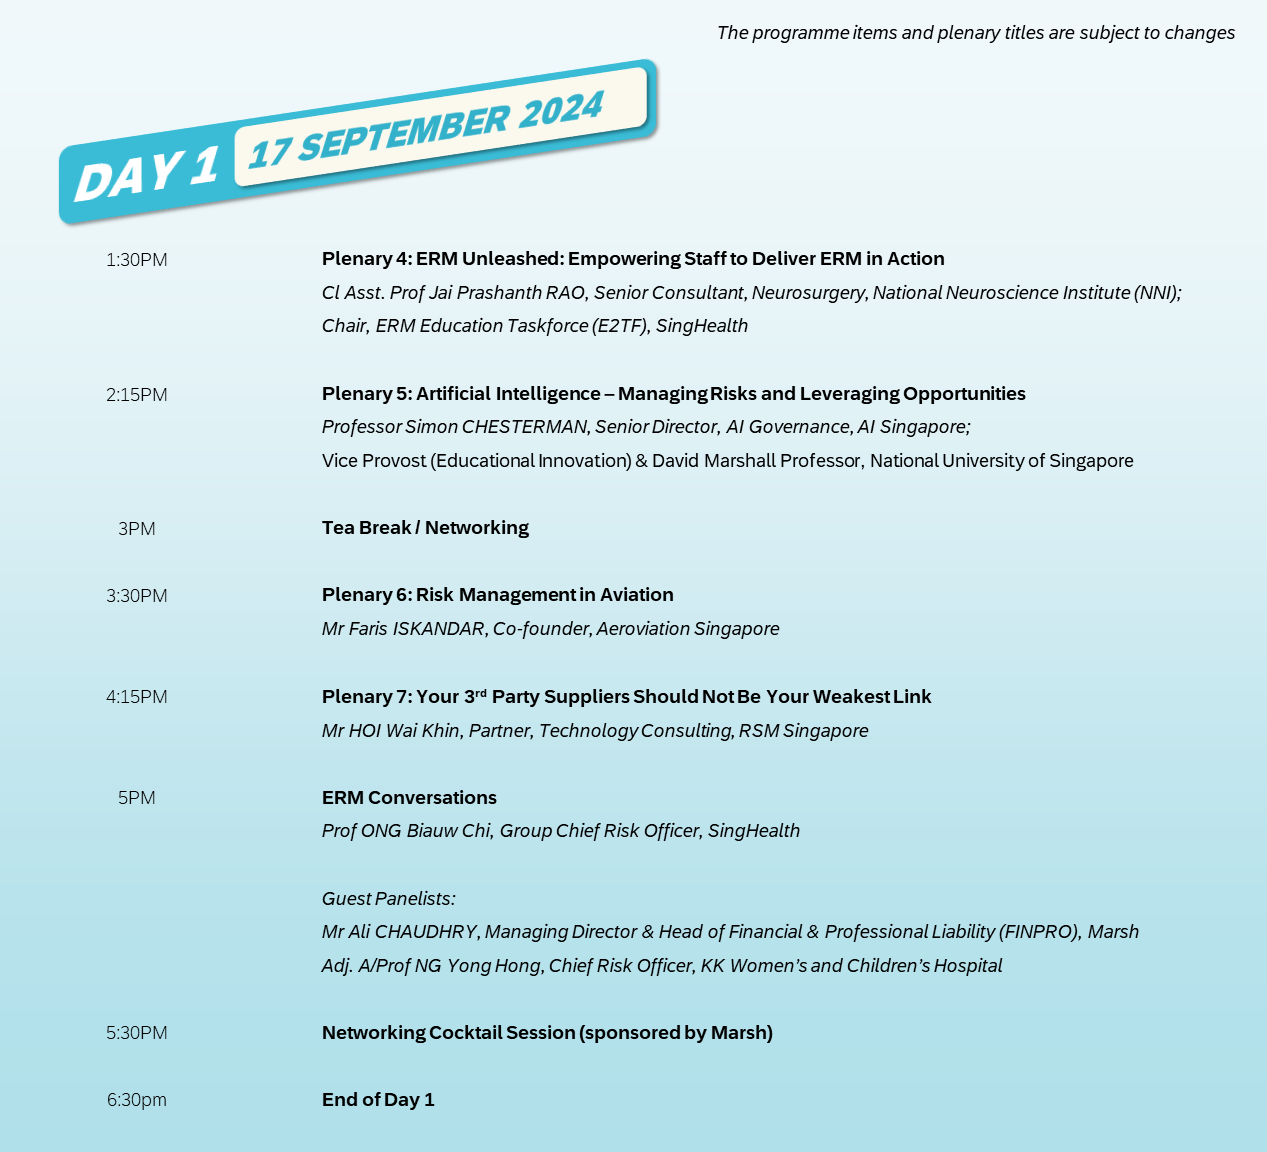 The programme items and plenary titles are subject to changes
DAY 1 17 SEPTEMBER 2024
1:30PM Plenary 4: ERM Unleashed: Empowering Staff to Deliver ERM in Action
Cl Asst. Prof Jai Prashanth RAO, Senior Consultant, Neurosurgery, National Neuroscience Institute (NNI);
Chair, ERM Education Taskforce (E2TF), SingHealth
2:15PM Plenary 5: Artificial Intelligence – Managing Risks and Leveraging Opportunities
Professor Simon CHESTERMAN, Senior Director, AI Governance, AI Singapore;
Vice Provost (Educational Innovation) & David Marshall Professor, National University of Singapore
3PM Tea Break / Networking
3:30PM Plenary 6: Risk Management in Aviation
Mr Faris ISKANDAR, Co-founder, Aeroviation Singapore
4:15PM Plenary 7: Your 3rd Party Suppliers Should Not Be Your Weakest Link
Mr HOI Wai Khin, Partner, Technology Consulting, RSM Singapore
5PM ERM Conversations
Prof ONG Biauw Chi, Group Chief Risk Officer, SingHealth
Guest Panelists:
Mr Ali CHAUDHRY, Managing Director & Head of Financial & Professional Liability (FINPRO), Marsh
Adj. A/Prof NG Yong Hong, Chief Risk Officer, KK Women’s and Children’s Hospital
5:30PM Networking Cocktail Session (sponsored by Marsh)
6:30pm End of Day 1